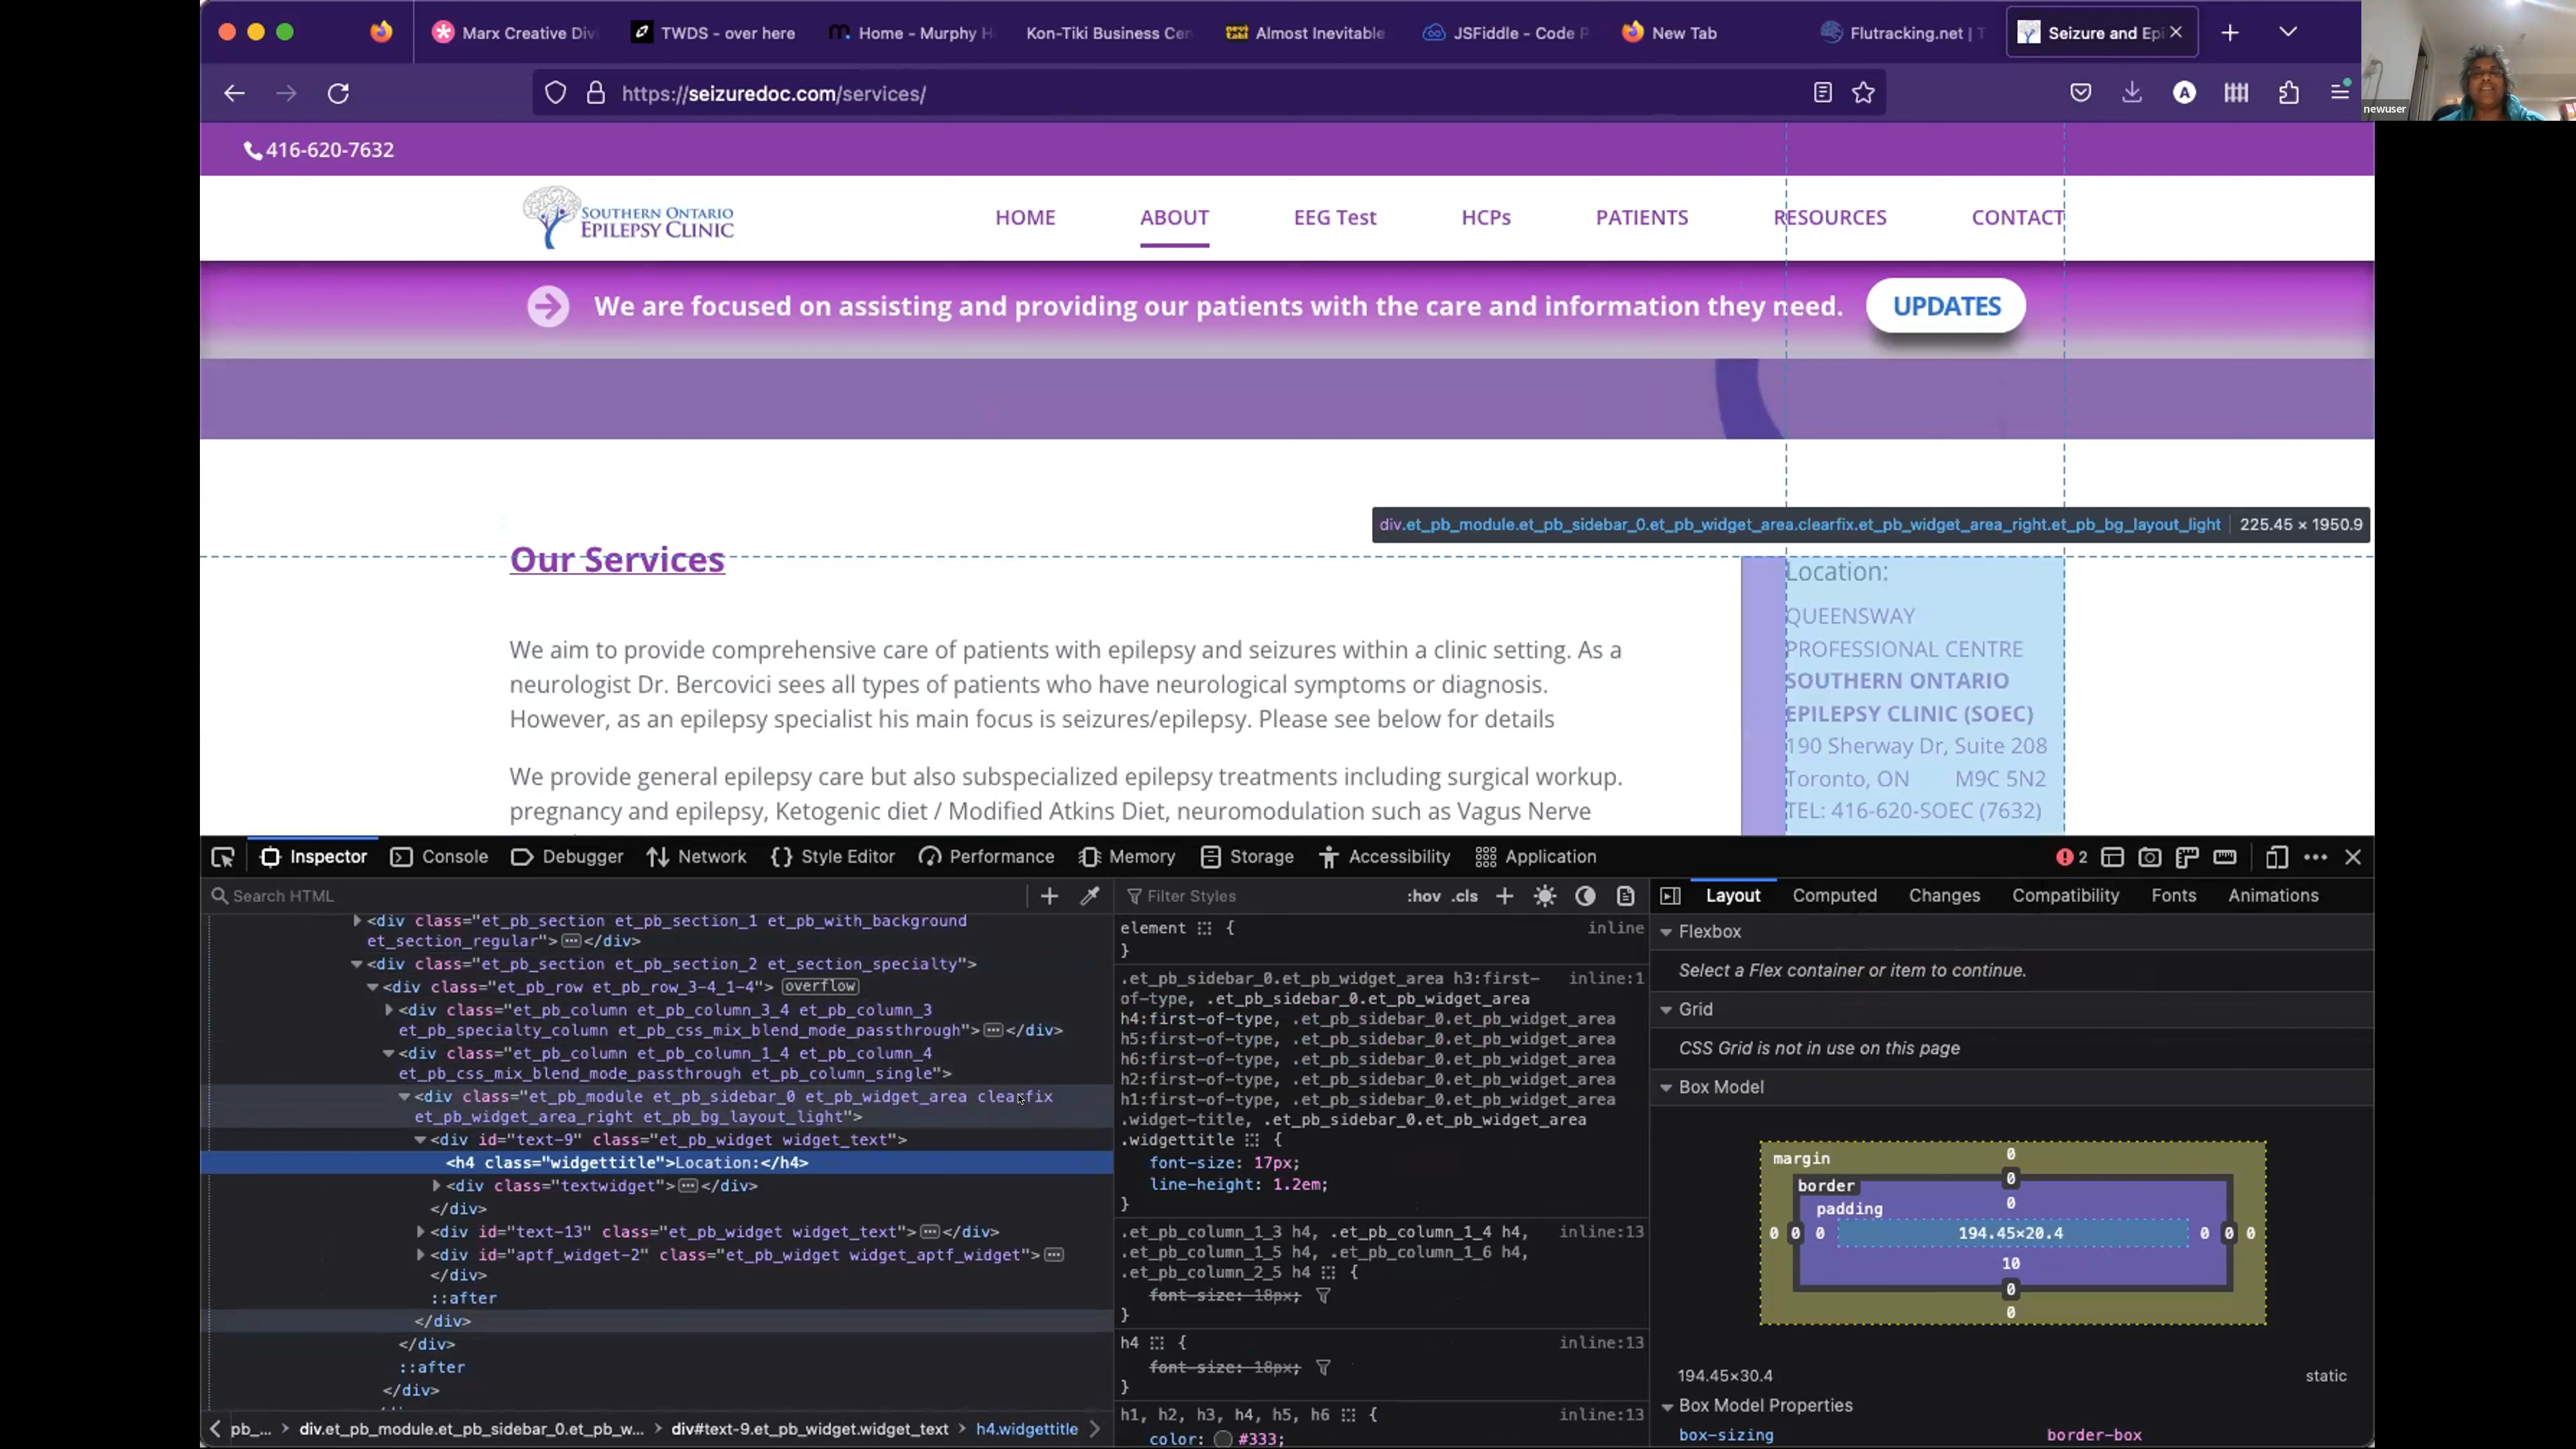 Marx Creative Div
TWDS - over here
Home - Murphy H
Kon-Tiki Business Cen
Almost Inevitable
JSFiddle - Code P
New Tab
Flutracking.net | T
Seizure and Epi
https://seizuredoc.com/services/
newuser
416-620-7632
SOUTHERN ONTARIO
EPILEPSY CLINIC
HOME
ABOUT
EEG Test
HCPs
PATIENTS
RESOURCES
CONTACT
We are focused on assisting and providing our patients with the care and information they need.
UPDATES
div.et_pb_module.et_pb_sidebar_0.et_pb_widget_area.clearfix.et_pb_widget_area_right.et_pb_bg_layout_light | 225.45 × 1950.9
Our Services
We aim to provide comprehensive care of patients with epilepsy and seizures within a clinic setting. As a
neurologist Dr. Bercovici sees all types of patients who have neurological symptoms or diagnosis.
However, as an epilepsy specialist his main focus is seizures/epilepsy. Please see below for details
We provide general epilepsy care but also subspecialized epilepsy treatments including surgical workup.
pregnancy and epilepsy, Ketogenic diet / Modified Atkins Diet, neuromodulation such as Vagus Nerve
Location:
QUEENSWAY
PROFESSIONAL CENTRE
SOUTHERN ONTARIO
EPILEPSY CLINIC (SOEC)
190 Sherway Dr, Suite 208
Toronto, ON M9C 5N2
TEL: 416-620-SOEC (7632)
Inspector
Console
Debugger
Network
Style Editor
Performance
Memory
Storage
Accessibility
Application
2
Search HTML
<div class="et_pb_section et_pb_section_1 et_pb_with_background
et_section_regular">…</div>
<div class="et_pb_section et_pb_section_2 et_section_specialty">
<div class="et_pb_row et_pb_row_3-4_1-4"> overflow
<div class="et_pb_column et_pb_column_3_4 et_pb_column_3
et_pb_specialty_column et_pb_css_mix_blend_mode_passthrough">…</div>
<div class="et_pb_column et_pb_column_1_4 et_pb_column_4
et_pb_css_mix_blend_mode_passthrough et_pb_column_single">
<div class="et_pb_module et_pb_sidebar_0 et_pb_widget_area clearfix
et_pb_widget_area_right et_pb_bg_layout_light">
<div id="text-9" class="et_pb_widget widget_text">
<h4 class="widgettitle">Location:</h4>
<div class="textwidget">…</div>
</div>
<div id="text-13" class="et_pb_widget widget_text">…</div>
<div id="aptf_widget-2" class="et_pb_widget widget_aptf_widget">…
</div>
::after
</div>
</div>
::after
</div>
pb_... > div.et_pb_module.et_pb_sidebar_0.et_pb_w... > div#text-9.et_pb_widget.widget_text > h4.widgettitle
Filter Styles
:hov .cls
element { inline
}
.et_pb_sidebar_0.et_pb_widget_area h3:first- inline:1
of-type, .et_pb_sidebar_0.et_pb_widget_area
h4:first-of-type, .et_pb_sidebar_0.et_pb_widget_area
h5:first-of-type, .et_pb_sidebar_0.et_pb_widget_area
h6:first-of-type, .et_pb_sidebar_0.et_pb_widget_area
h2:first-of-type, .et_pb_sidebar_0.et_pb_widget_area
h1:first-of-type, .et_pb_sidebar_0.et_pb_widget_area
.widget-title, .et_pb_sidebar_0.et_pb_widget_area
.widgettitle {
font-size: 17px;
line-height: 1.2em;
}
.et_pb_column_1_3 h4, .et_pb_column_1_4 h4, inline:13
.et_pb_column_1_5 h4, .et_pb_column_1_6 h4,
.et_pb_column_2_5 h4 {
font-size: 18px;
}
h4 { inline:13
font-size: 18px;
}
h1, h2, h3, h4, h5, h6 { inline:13
color: #333;
Layout
Computed
Changes
Compatibility
Fonts
Animations
Flexbox
Select a Flex container or item to continue.
Grid
CSS Grid is not in use on this page
Box Model
margin 0
border 0
padding 0
0 0 0 194.45×20.4 0 0 0
10
0
0
194.45×30.4 static
Box Model Properties
box-sizing border-box